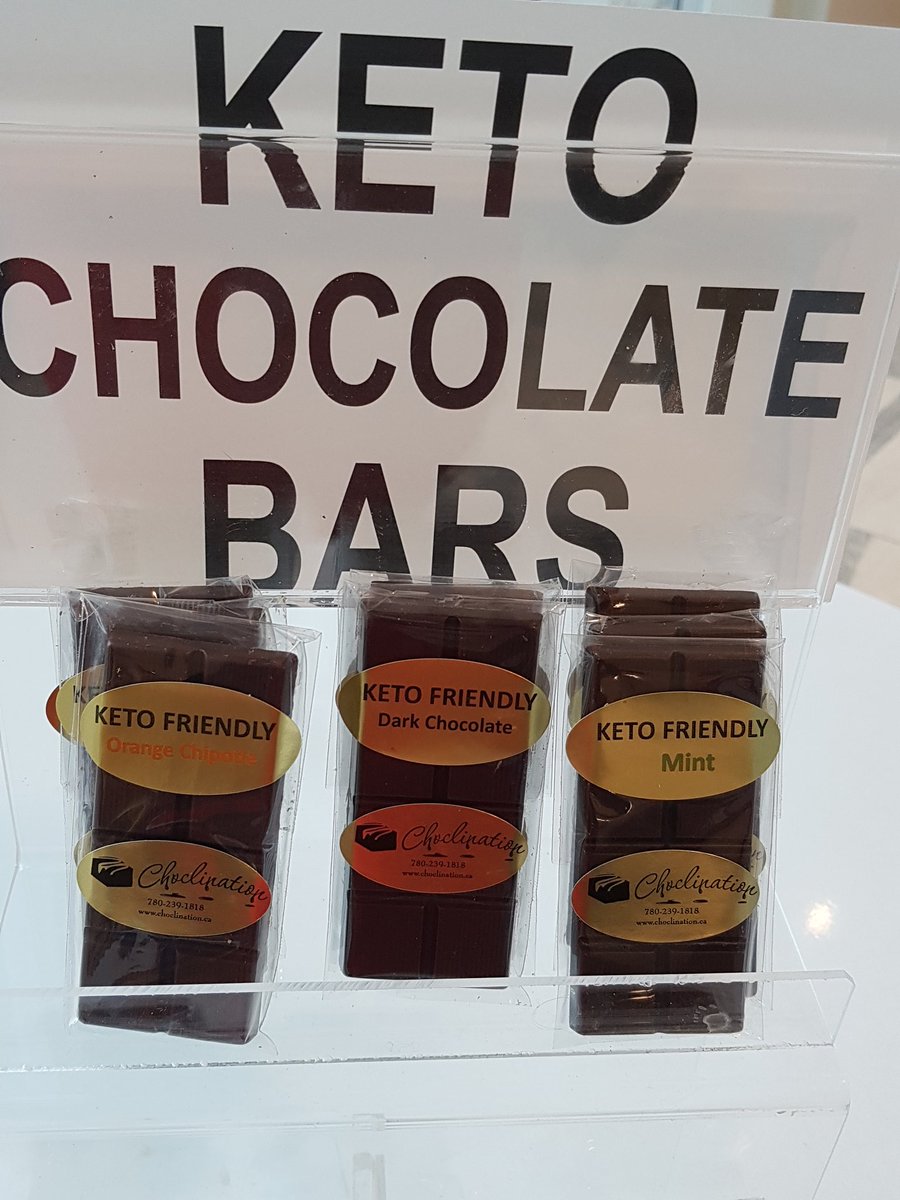 KETO
CHOCOLATE
BARS
KE
KETO FRIENDLY
Orange Chipotle
Choclination
780-239-1818
www.choclination.ca
KETO FRIENDLY
Dark Chocolate
Choclination
780-239-1818
www.choclination.ca
KETO FRIENDLY
Mint
Choclination
780-239-1818
www.choclination.ca